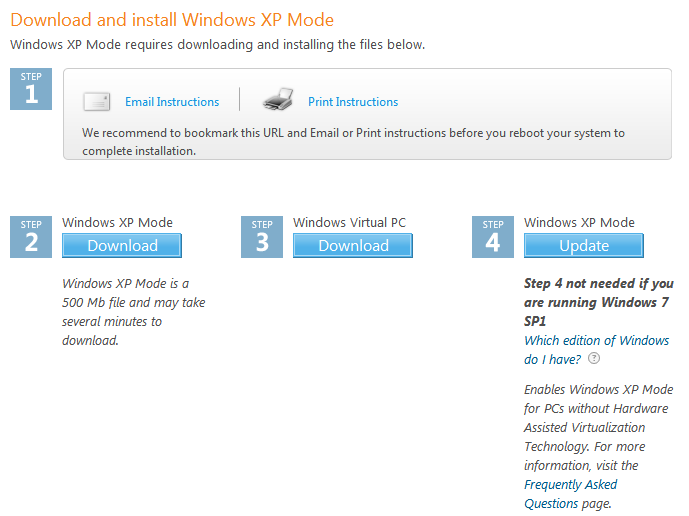 Download and install Windows XP Mode
Windows XP Mode requires downloading and installing the files below.
STEP
1
Email Instructions
Print Instructions
We recommend to bookmark this URL and Email or Print instructions before you reboot your system to
complete installation.
STEP
2
Windows XP Mode
Download
Windows XP Mode is a
500 Mb file and may take
several minutes to
download.
STEP
3
Windows Virtual PC
Download
STEP
4
Windows XP Mode
Update
Step 4 not needed if you
are running Windows 7
SP1
Which edition of Windows
do I have? ?
Enables Windows XP Mode
for PCs without Hardware
Assisted Virtualization
Technology. For more
information, visit the
Frequently Asked
Questions page.